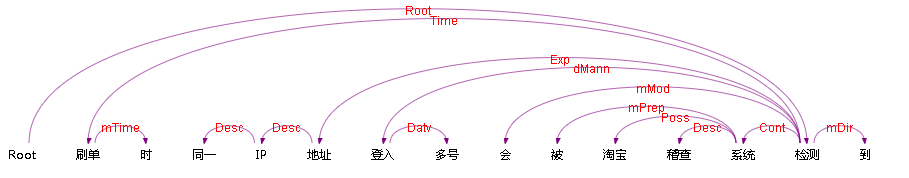 Root
Time
Exp
dMann
mMod
mPrep
Poss
mTime Desc Desc Datv Desc Cont mDir
Root 刷单 时 同一 IP 地址 登入 多号 会 被 淘宝 稽查 系统 检测 到